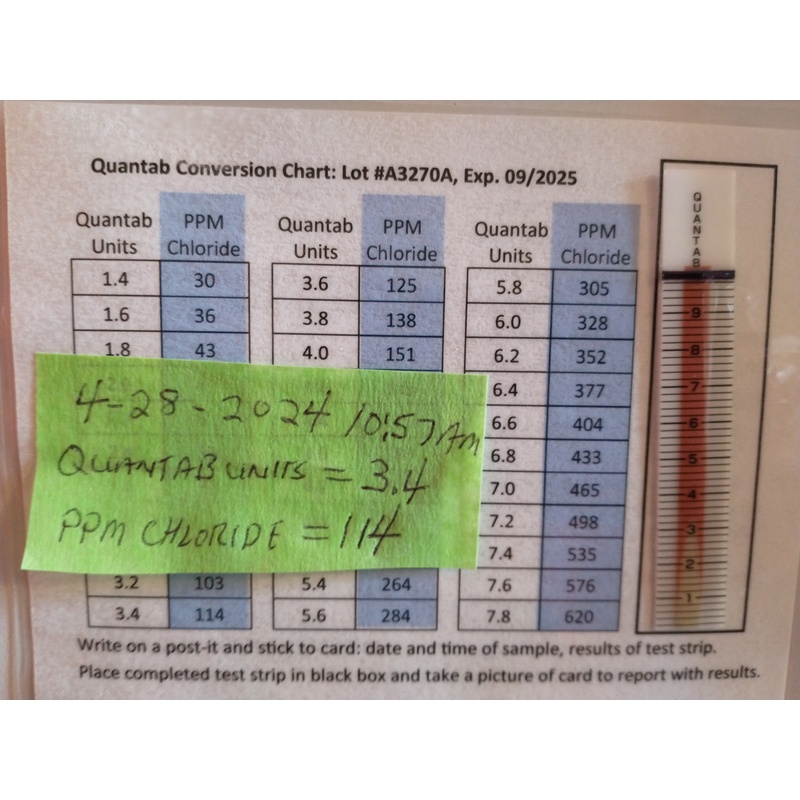 Quantab Conversion Chart: Lot #A3270A, Exp. 09/2025
Quantab Units PPM Chloride Quantab Units PPM Chloride Quantab Units PPM Chloride
1.4 30 3.6 125 5.8 305
1.6 36 3.8 138 6.0 328
1.8 43 4.0 151 6.2 352
6.4 377
6.6 404
6.8 433
7.0 465
7.2 498
7.4 535
3.2 103 5.4 264 7.6 576
3.4 114 5.6 284 7.8 620
4-28-2024 10:57AM
QUANTAB UNITS = 3.4
PPM CHLORIDE = 114
QUANTAB
9
8
7
6
5
4
3
2
1
Write on a post-it and stick to card: date and time of sample, results of test strip.
Place completed test strip in black box and take a picture of card to report with results.